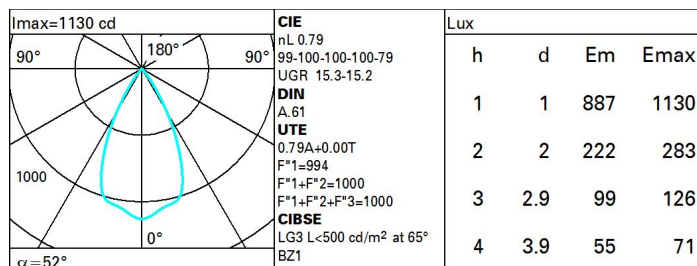 Imax=1130 cd
90° 180° 90°
1000
0°
α=52°
CIE
nL 0.79
99-100-100-100-79
UGR 15.3-15.2
DIN
A.61
UTE
0.79A+0.00T
F"1=994
F"1+F"2=1000
F"1+F"2+F"3=1000
CIBSE
LG3 L<500 cd/m² at 65°
BZ1
Lux
h d Em Emax
1 1 887 1130
2 2 222 283
3 2.9 99 126
4 3.9 55 71